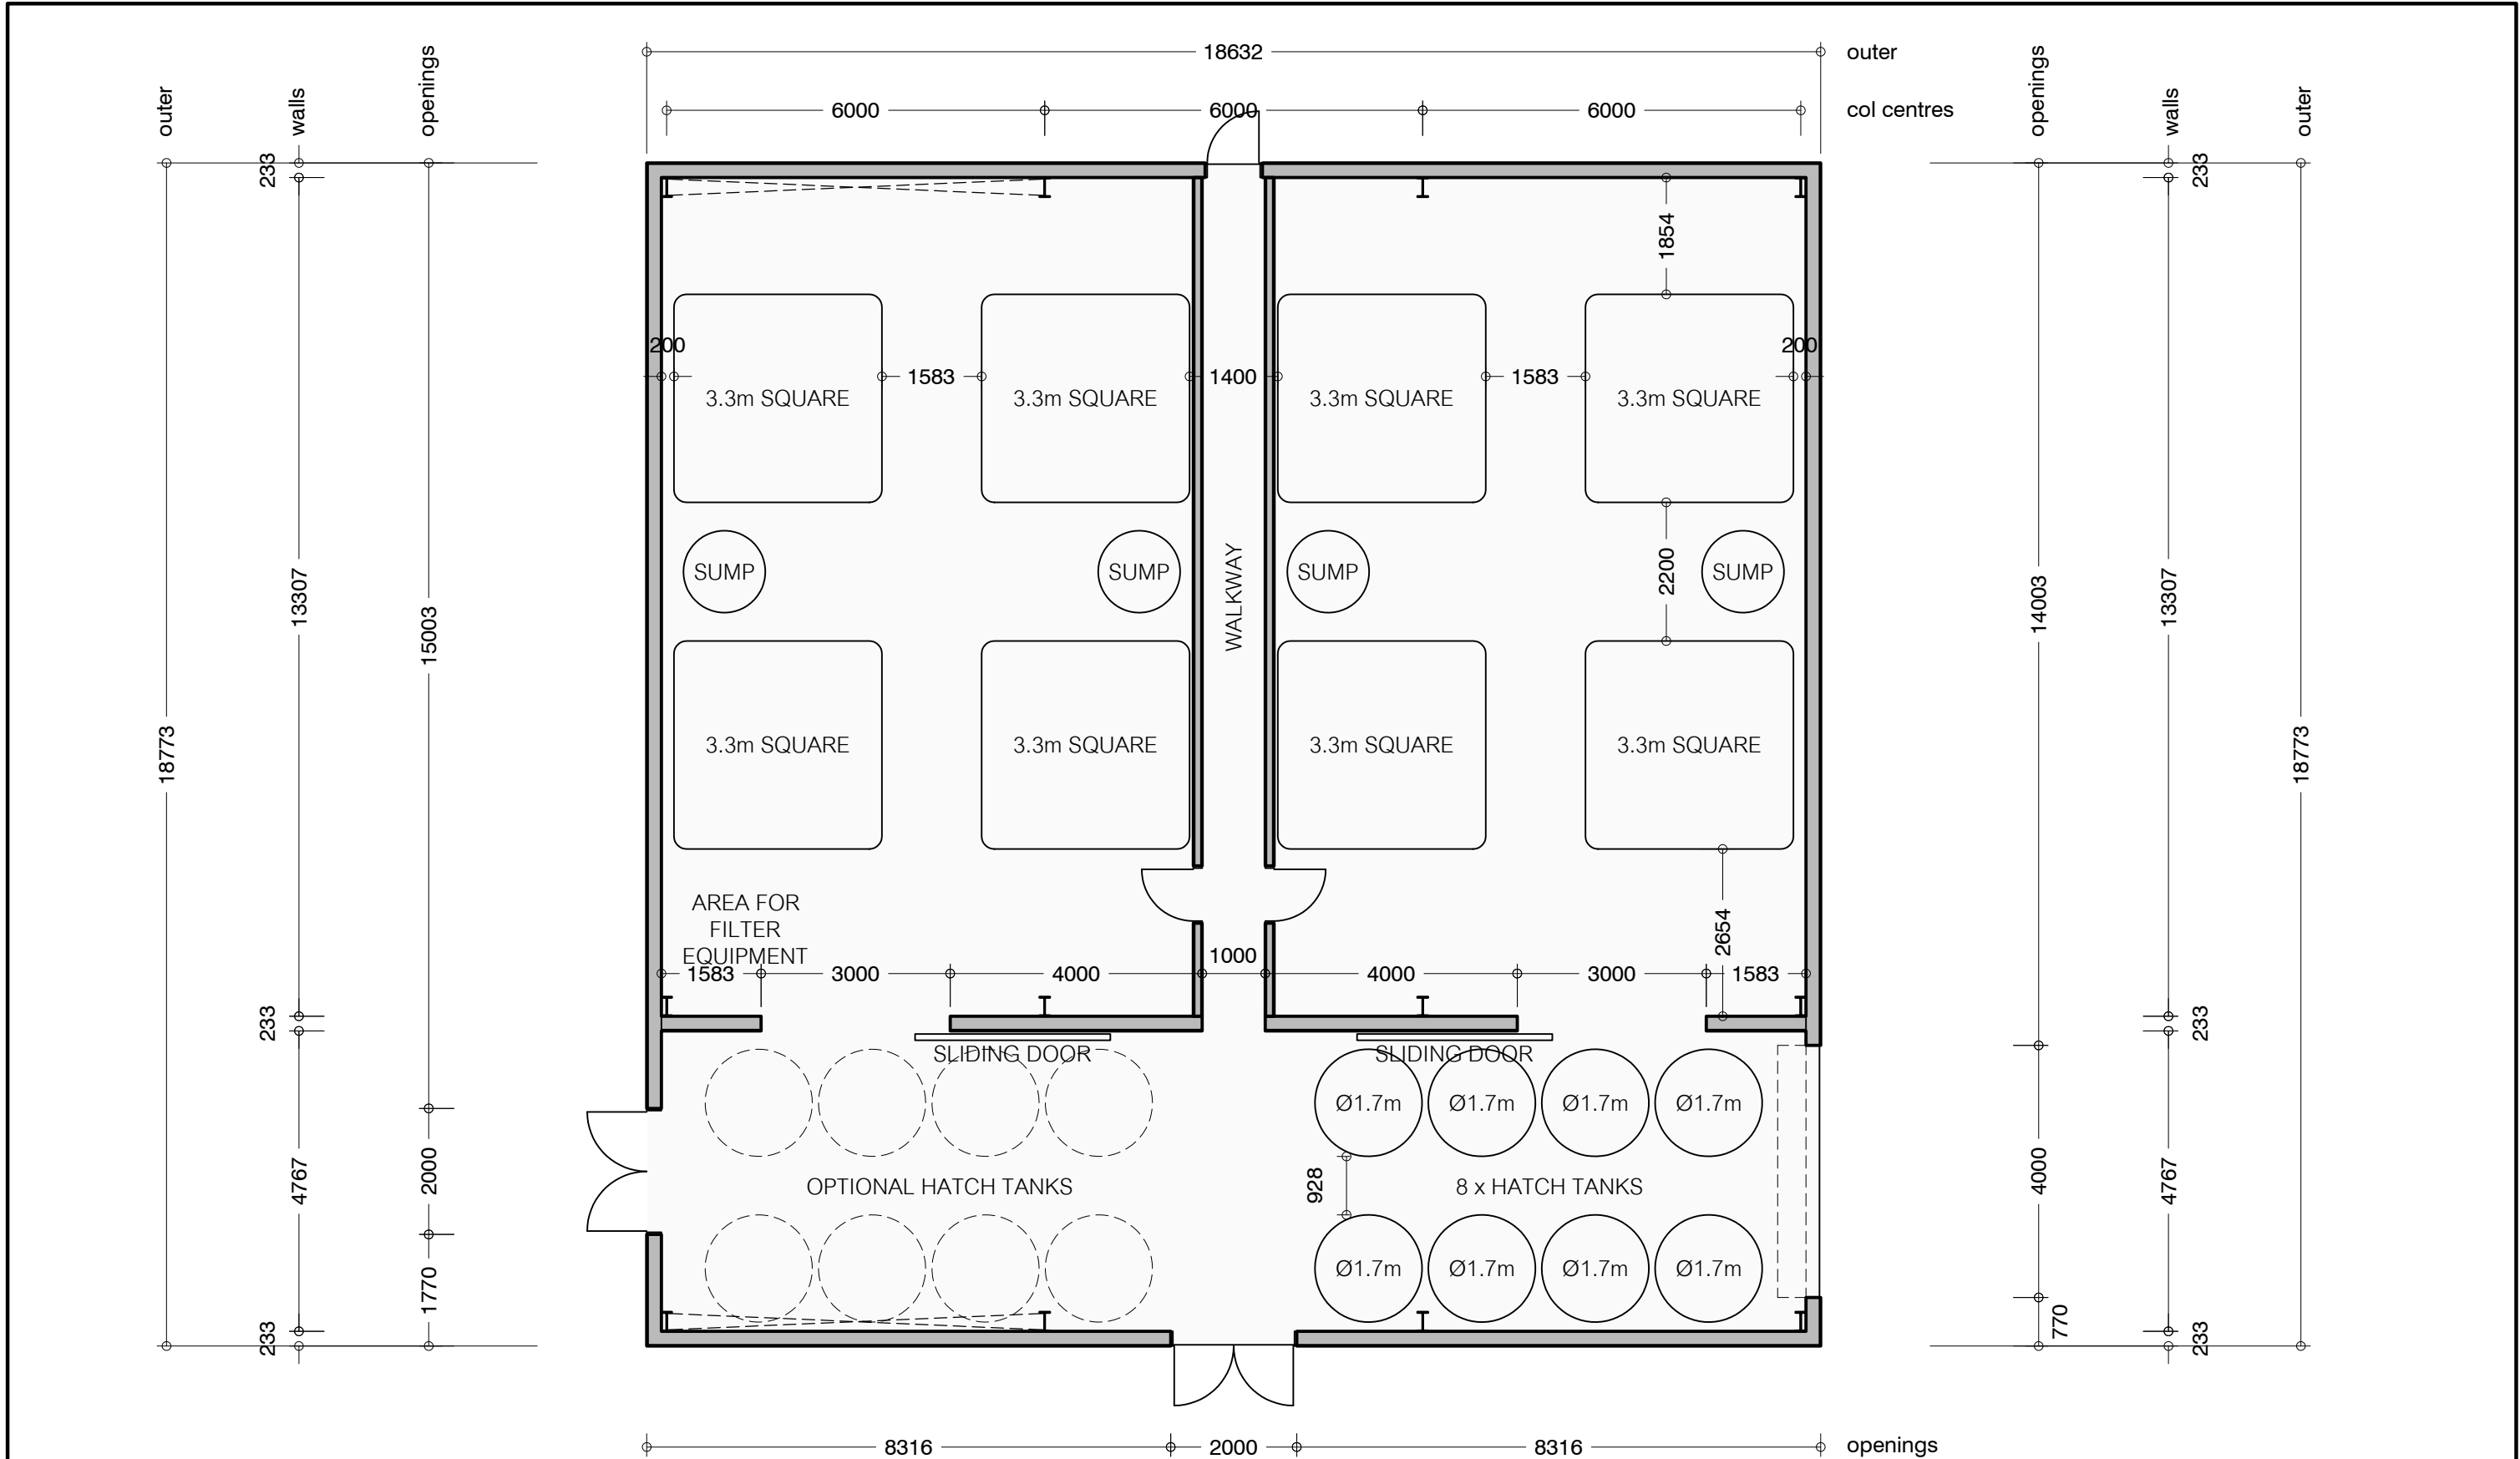 18632
outer
6000
6000
6000
col centres
outer
walls
openings
openings
walls
outer
233
233
1854
200
1583
1400
1583
200
3.3m SQUARE
3.3m SQUARE
3.3m SQUARE
3.3m SQUARE
SUMP
SUMP
SUMP
SUMP
WALKWAY
2200
13307
15003
14003
13307
18773
18773
3.3m SQUARE
3.3m SQUARE
3.3m SQUARE
3.3m SQUARE
AREA FOR
FILTER
EQUIPMENT
2654
1583
3000
4000
1000
4000
3000
1583
233
233
SLIDING DOOR
SLIDING DOOR
Ø1.7m
Ø1.7m
Ø1.7m
Ø1.7m
4767
2000
OPTIONAL HATCH TANKS
928
8 x HATCH TANKS
4000
4767
Ø1.7m
Ø1.7m
Ø1.7m
Ø1.7m
1770
770
233
233
8316
2000
8316
openings